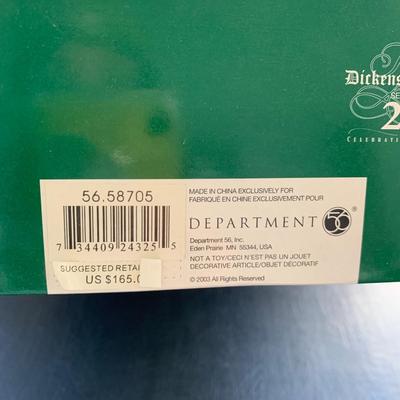 Dickens
SE
2
CELEBRATI
56.58705
7 34409 24325 5
SUGGESTED RETAI
US $165.0
MADE IN CHINA EXCLUSIVELY FOR
FABRIQUÉ EN CHINE EXCLUSIVEMENT POUR
DEPARTMENT 56 ®
Department 56, Inc.
Eden Prairie MN 55344, USA
NOT A TOY/CECI N'EST PAS UN JOUET
DECORATIVE ARTICLE/OBJET DÉCORATIF
© 2003 All Rights Reserved